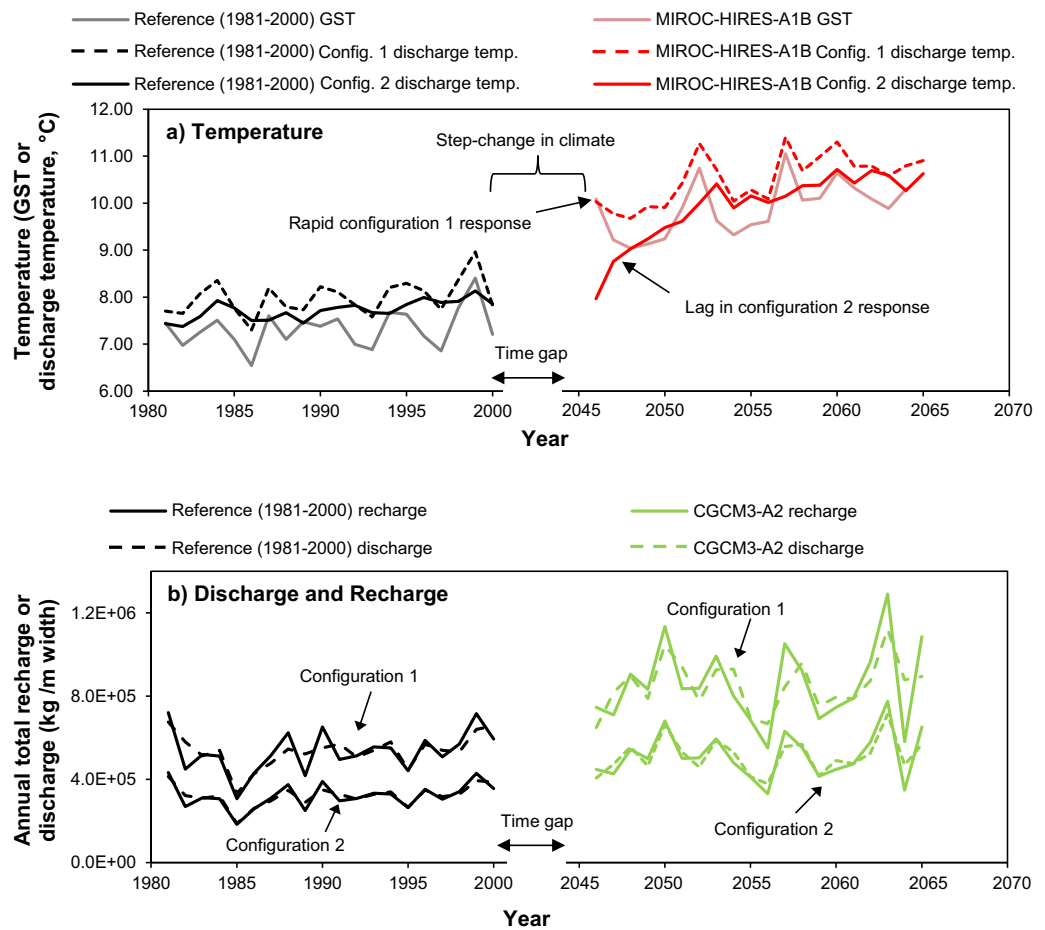 Reference (1981-2000) GST
MIROC-HIRES-A1B GST
Reference (1981-2000) Config. 1 discharge temp.
MIROC-HIRES-A1B Config. 1 discharge temp.
Reference (1981-2000) Config. 2 discharge temp.
MIROC-HIRES-A1B Config. 2 discharge temp.
Temperature (GST or
discharge temperature, °C)
12.00
11.00
10.00
9.00
8.00
7.00
6.00
a) Temperature
Step-change in climate
Rapid configuration 1 response
Lag in configuration 2 response
Time gap
1980
1985
1990
1995
2000
2045
2050
2055
2060
2065
2070
Year
Reference (1981-2000) recharge
CGCM3-A2 recharge
Reference (1981-2000) discharge
CGCM3-A2 discharge
Annual total recharge or
discharge (kg /m width)
1.2E+06
8.0E+05
4.0E+05
0.0E+00
b) Discharge and Recharge
Configuration 1
Configuration 1
Configuration 2
Configuration 2
Time gap
1980
1985
1990
1995
2000
2045
2050
2055
2060
2065
2070
Year